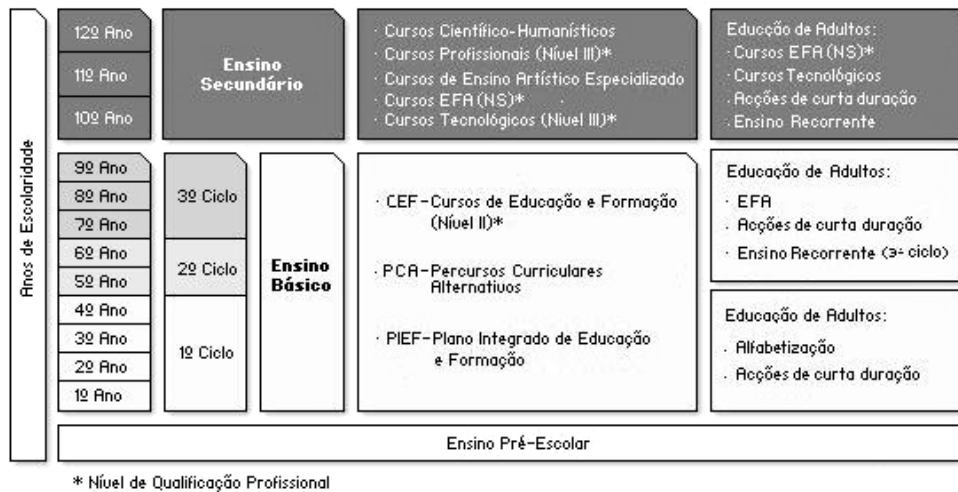 Anos de Escolaridade
12º Ano
11º Ano
10º Ano
Ensino
Secundário
· Cursos Científico-Humanísticos
· Cursos Profissionais (Nível III)*
· Cursos de Ensino Artístico Especializado
· Cursos EFA (NS)*
· Cursos Tecnológicos (Nível III)*
Educção de Adultos:
· Cursos EFA (NS)*
· Cursos Tecnológicos
· Acções de curta duração
· Ensino Recorrente
9º Ano
8º Ano
7º Ano
6º Ano
5º Ano
4º Ano
3º Ano
2º Ano
1º Ano
3º Ciclo
2º Ciclo
1º Ciclo
Ensino
Básico
· CEF-Cursos de Educação e Formação
(Nível II)*
· PCA-Percursos Curriculares
Alternativos
· PIEF-Plano Integrado de Educação
e Formação
Educação de Adultos:
· EFA
· Acções de curta duração
· Ensino Recorrente (3º ciclo)
Educação de Adultos:
· Alfabetização
· Acções de curta duração
Ensino Pré-Escolar
* Nível de Qualificação Profissional